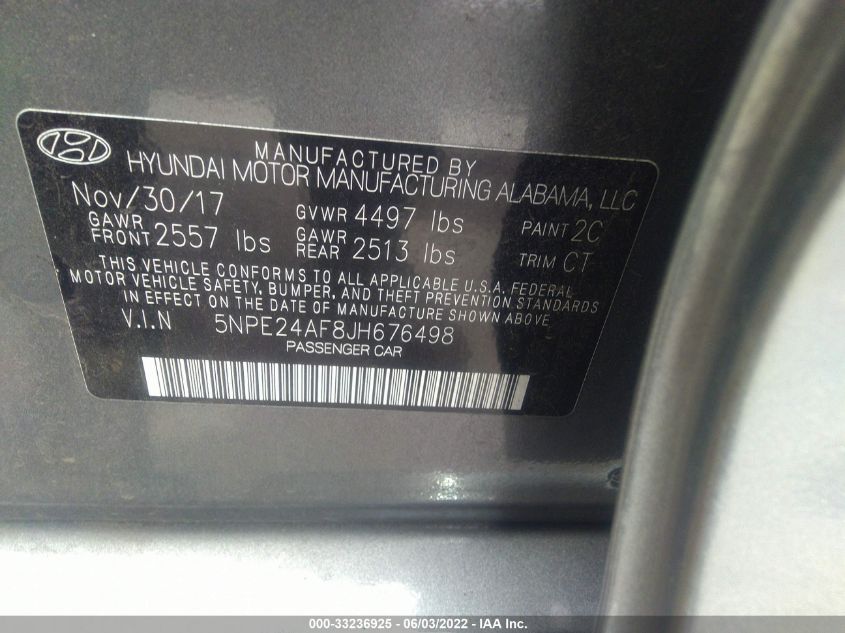 MANUFACTURED BY
HYUNDAI MOTOR MANUFACTURING ALABAMA, LLC
Nov/30/17 GVWR 4497 lbs PAINT 2C
GAWR FRONT 2557 lbs GAWR REAR 2513 lbs TRIM CT
THIS VEHICLE CONFORMS TO ALL APPLICABLE U.S.A. FEDERAL
MOTOR VEHICLE SAFETY, BUMPER, AND THEFT PREVENTION STANDARDS
IN EFFECT ON THE DATE OF MANUFACTURE SHOWN ABOVE.
V.I.N 5NPE24AF8JH676498
PASSENGER CAR
000-33236925 - 06/03/2022 - IAA Inc.